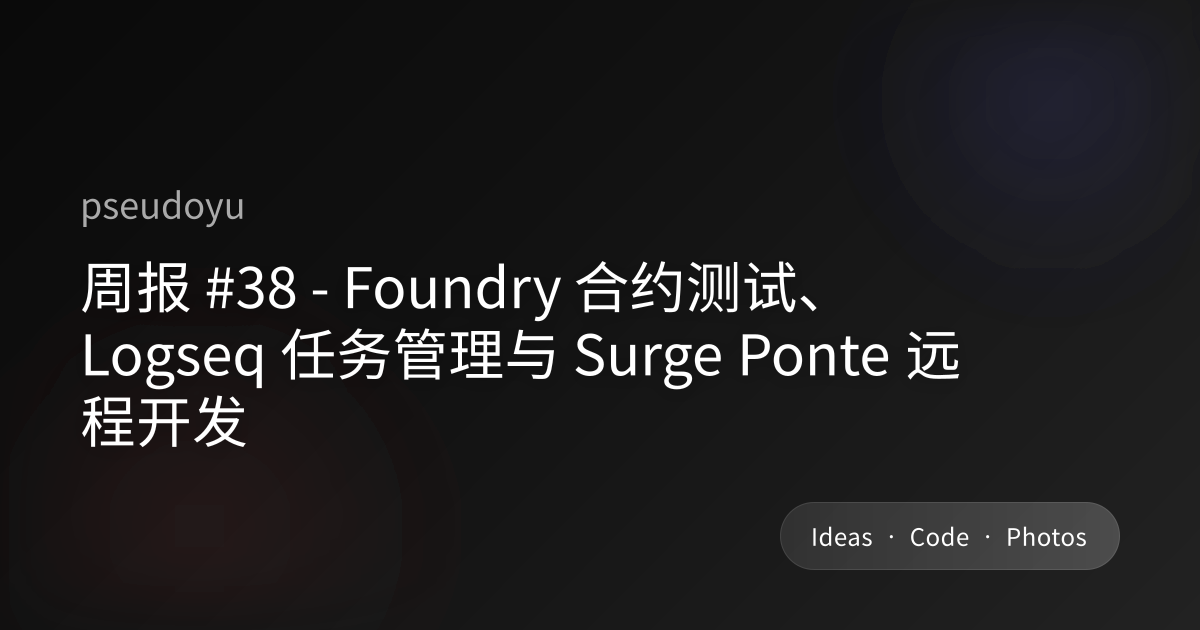 pseudoyu
周报 #38 - Foundry 合约测试、
Logseq 任务管理与 Surge Ponte 远
程开发
Ideas · Code · Photos